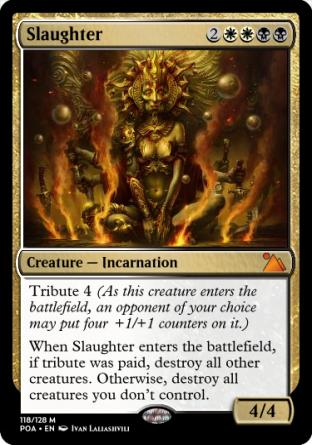 Slaughter 2
Creature — Incarnation
Tribute 4 (As this creature enters the
battlefield, an opponent of your choice
may put four +1/+1 counters on it.)
When Slaughter enters the battlefield,
if tribute was paid, destroy all other
creatures. Otherwise, destroy all
creatures you don't control.
4/4
118/128 M
POA • EN Ivan Laliashvili